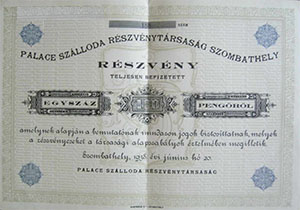 SZÁM
PALACE SZÁLLODA RÉSZVÉNYTÁRSASÁG SZOMBATHELY
RÉSZVÉNY
TELJESEN BEFIZETETT
EGYSZÁZ PENGŐRŐL
amelynek alapján a bemutatónak mindazon jogok biztosíttatnak, melyek
a részvényeseket a társasági alapszabályok értelmében megilletik.
Szombathely, évi június hó 20.
PALACE SZÁLLODA RÉSZVÉNYTÁRSASÁG